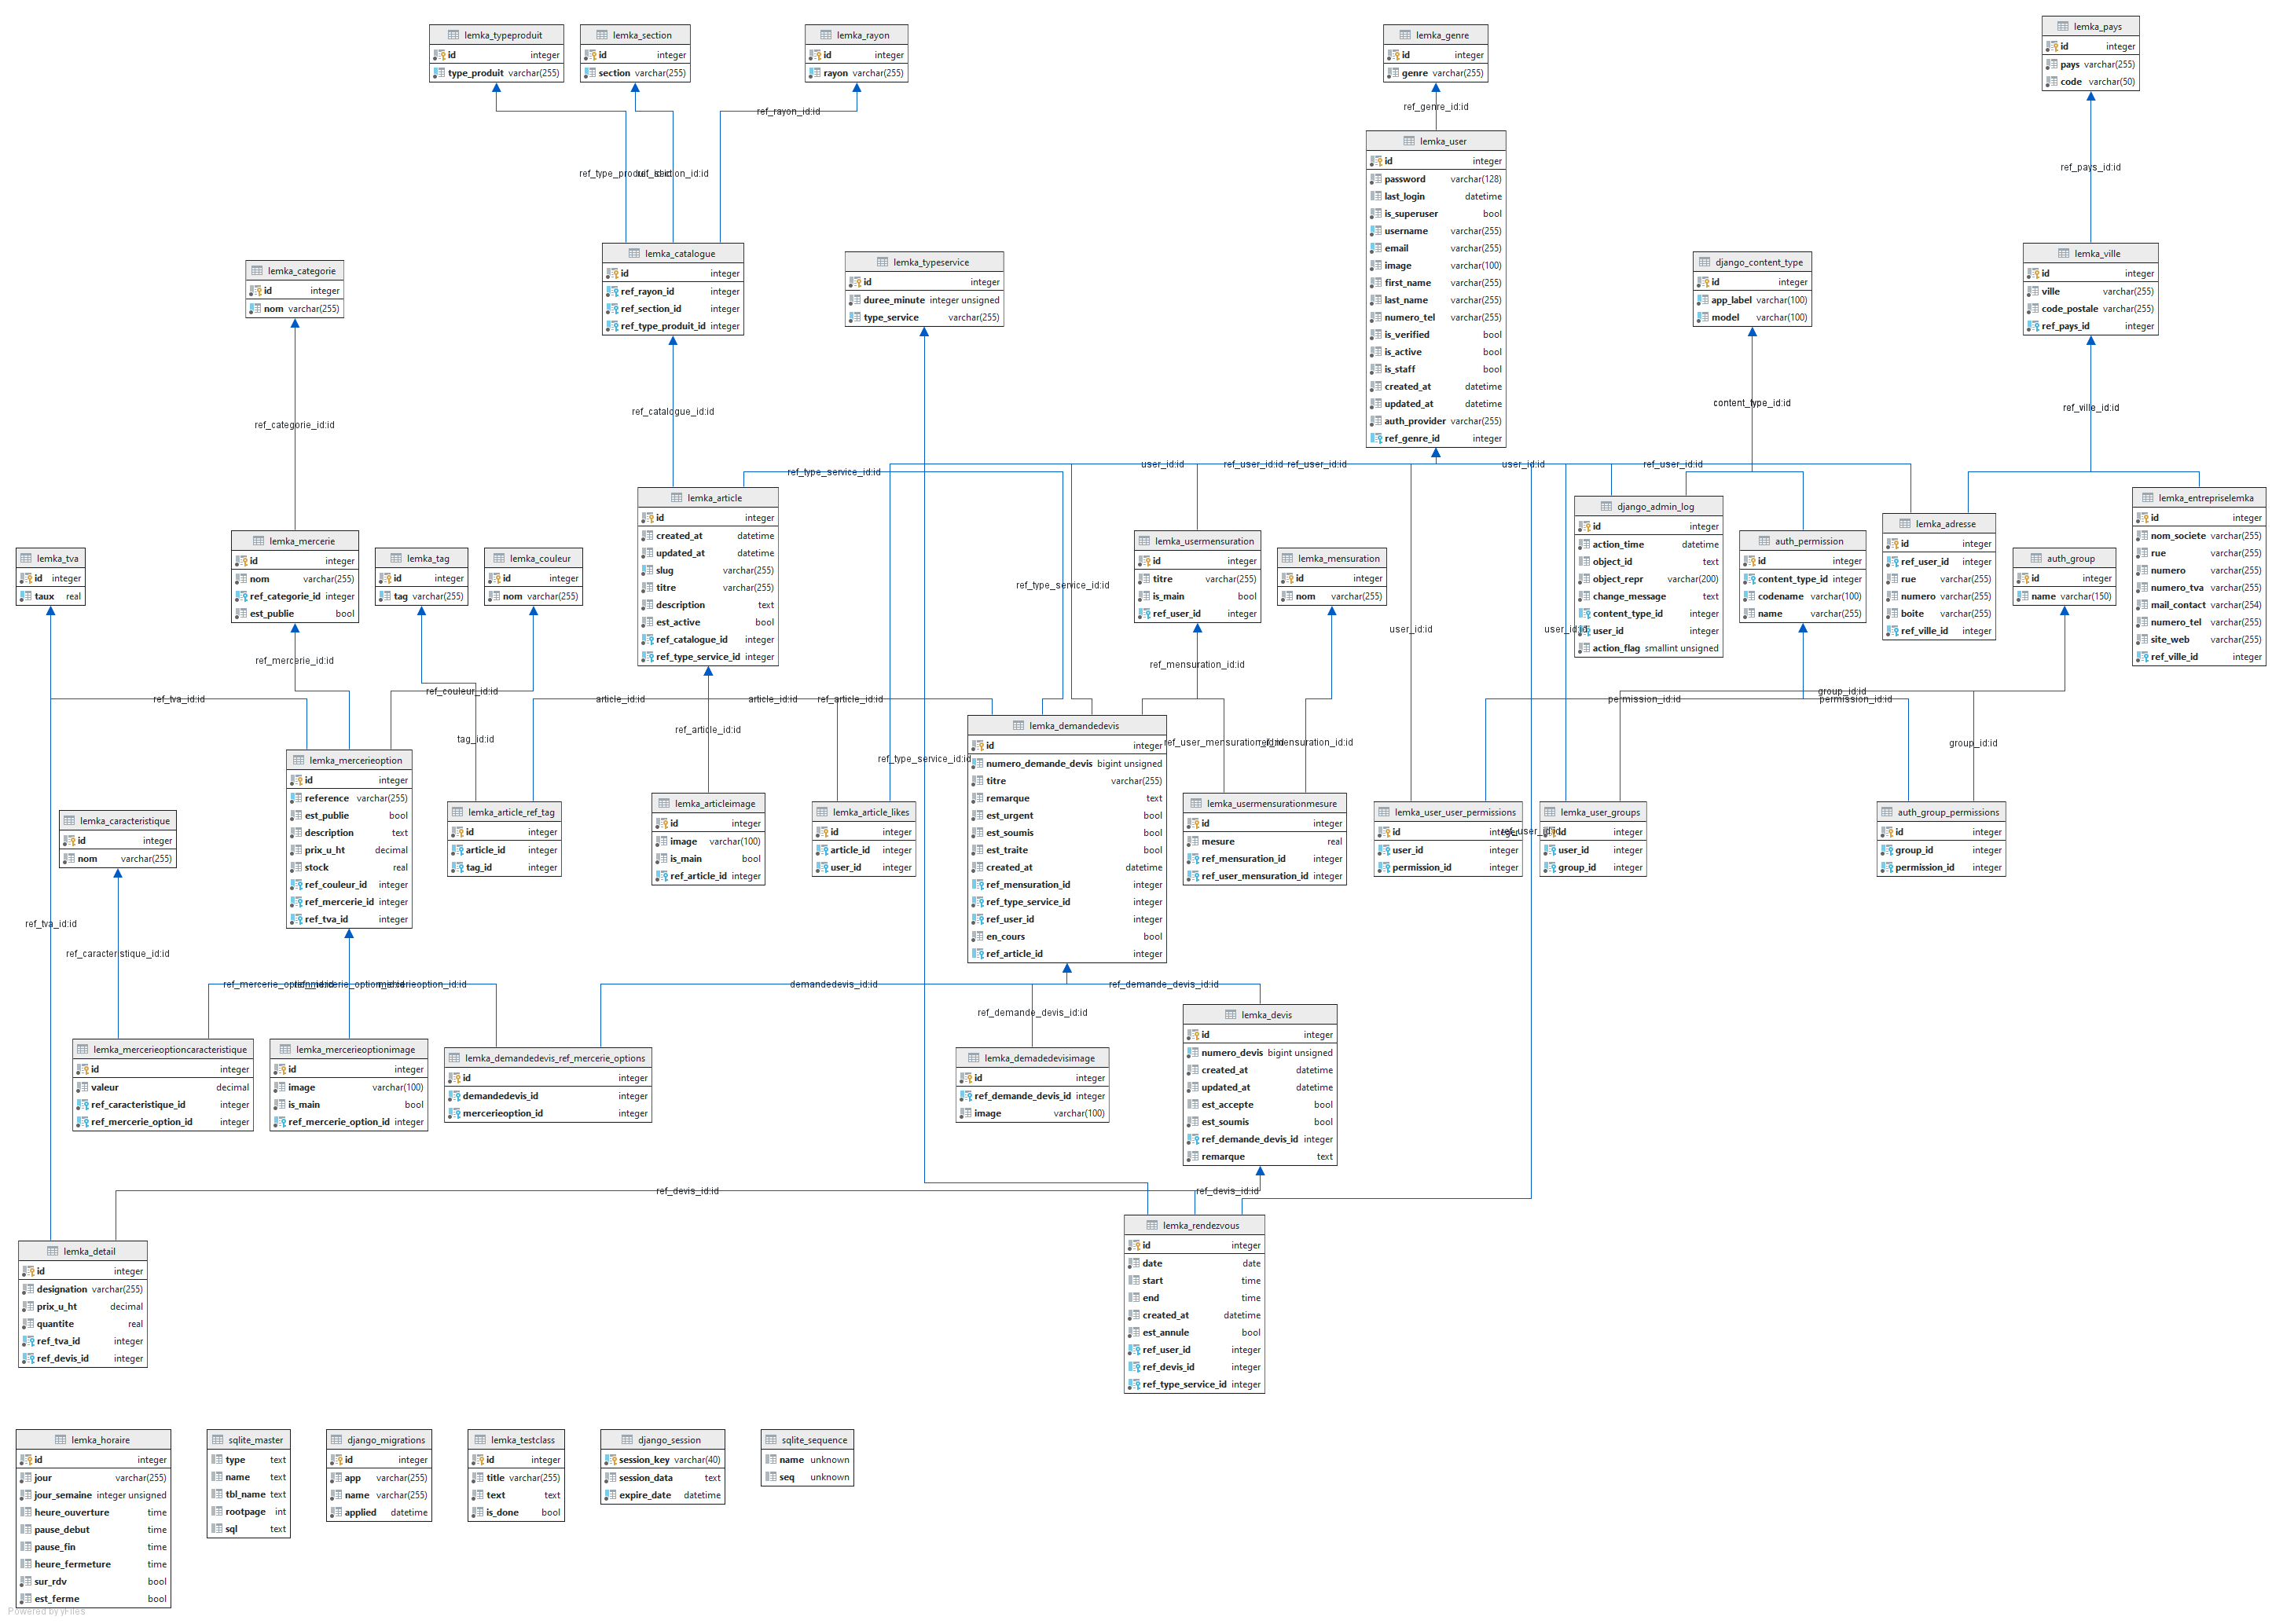 lemka_typeproduit
id integer
type_produit varchar(255)
lemka_section
id integer
section varchar(255)
lemka_rayon
id integer
rayon varchar(255)
lemka_genre
id integer
genre varchar(255)
lemka_pays
id integer
pays varchar(255)
code varchar(50)
ref_rayon_id:id
ref_genre_id:id
ref_pays_id:id
ref_section_id:id
lemka_user
id integer
password varchar(128)
last_login datetime
is_superuser bool
username varchar(255)
email varchar(255)
image varchar(100)
first_name varchar(255)
last_name varchar(255)
numero_tel varchar(255)
is_verified bool
is_active bool
is_staff bool
created_at datetime
updated_at datetime
auth_provider varchar(255)
ref_genre_id integer
lemka_categorie
id integer
nom varchar(255)
lemka_catalogue
id integer
ref_rayon_id integer
ref_section_id integer
ref_type_produit_id integer
lemka_typeservice
id integer
duree_minute integer unsigned
type_service varchar(255)
django_content_type
id integer
app_label varchar(100)
model varchar(100)
lemka_ville
id integer
ville varchar(255)
code_postale varchar(255)
ref_pays_id integer
ref_categorie_id:id
ref_catalogue_id:id
content_type_id:id
ref_ville_id:id
ref_type_service_id:id
user_id:id
ref_user_id:id
ref_user_id:id
user_id:id
ref_user_id:id
lemka_tva
id integer
taux real
lemka_mercerie
id integer
nom varchar(255)
ref_categorie_id integer
est_publie bool
lemka_tag
id integer
tag varchar(255)
lemka_couleur
id integer
nom varchar(255)
lemka_article
id integer
created_at datetime
updated_at datetime
slug varchar(255)
titre varchar(255)
description text
est_active bool
ref_catalogue_id integer
ref_type_service_id integer
ref_type_service_id:id
lemka_usermensuration
id integer
titre varchar(255)
is_main bool
ref_user_id integer
lemka_mensuration
id integer
nom varchar(255)
user_id:id
user_id:id
django_admin_log
id integer
action_time datetime
object_id text
object_repr varchar(200)
change_message text
content_type_id integer
user_id integer
action_flag smallint unsigned
auth_permission
id integer
content_type_id integer
codename varchar(100)
name varchar(255)
lemka_adresse
id integer
ref_user_id integer
rue varchar(255)
numero varchar(255)
boite varchar(255)
ref_ville_id integer
auth_group
id integer
name varchar(150)
lemka_entrepriselemka
id integer
nom_societe varchar(255)
rue varchar(255)
numero varchar(255)
numero_tva varchar(255)
mail_contact varchar(254)
numero_tel varchar(255)
site_web varchar(255)
ref_ville_id integer
ref_mercerie_id:id
ref_mensuration_id:id
ref_tva_id:id
ref_couleur_id:id
article_id:id
article_id:id
ref_article_id:id
permission_id:id
group_id:id
permission_id:id
tag_id:id
ref_article_id:id
ref_type_service_id:id
ref_user_mensuration_id:id
ref_mensuration_id:id
group_id:id
lemka_mercerieoption
id integer
reference varchar(255)
est_publie bool
description text
prix_u_ht decimal
stock real
ref_couleur_id integer
ref_mercerie_id integer
ref_tva_id integer
lemka_caracteristique
id integer
nom varchar(255)
lemka_article_ref_tag
id integer
article_id integer
tag_id integer
lemka_articleimage
id integer
image varchar(100)
is_main bool
ref_article_id integer
lemka_article_likes
id integer
article_id integer
user_id integer
lemka_demandedevis
id integer
numero_demande_devis bigint unsigned
titre varchar(255)
remarque text
est_urgent bool
est_soumis bool
est_traite bool
created_at datetime
ref_mensuration_id integer
ref_type_service_id integer
ref_user_id integer
en_cours bool
ref_article_id integer
lemka_usermensurationmesure
id integer
mesure real
ref_mensuration_id integer
ref_user_mensuration_id integer
lemka_user_user_permissions
id integer
user_id integer
permission_id integer
ref_user_id:id
lemka_user_groups
id integer
user_id integer
group_id integer
auth_group_permissions
id integer
group_id integer
permission_id integer
ref_tva_id:id
ref_caracteristique_id:id
mercerieoption_id:id
demandedevis_id:id
ref_demande_devis_id:id
ref_demande_devis_id:id
lemka_mercerieoptioncaracteristique
id integer
valeur decimal
ref_caracteristique_id integer
ref_mercerie_option_id integer
lemka_mercerieoptionimage
id integer
image varchar(100)
is_main bool
ref_mercerie_option_id integer
lemka_demandedevis_ref_mercerie_options
id integer
demandedevis_id integer
mercerieoption_id integer
lemka_demadedevisimage
id integer
ref_demande_devis_id integer
image varchar(100)
lemka_devis
id integer
numero_devis bigint unsigned
created_at datetime
updated_at datetime
est_accepte bool
est_soumis bool
ref_demande_devis_id integer
remarque text
ref_devis_id:id
ref_devis_id:id
lemka_detail
id integer
designation varchar(255)
prix_u_ht decimal
quantite real
ref_tva_id integer
ref_devis_id integer
lemka_rendezvous
id integer
date date
start time
end time
created_at datetime
est_annule bool
ref_user_id integer
ref_devis_id integer
ref_type_service_id integer
lemka_horaire
id integer
jour varchar(255)
jour_semaine integer unsigned
heure_ouverture time
pause_debut time
pause_fin time
heure_fermeture time
sur_rdv bool
est_ferme bool
sqlite_master
type text
name text
tbl_name text
rootpage int
sql text
django_migrations
id integer
app varchar(255)
name varchar(255)
applied datetime
lemka_testclass
id integer
title varchar(255)
text text
is_done bool
django_session
session_key varchar(40)
session_data text
expire_date datetime
sqlite_sequence
name unknown
seq unknown
Powered by yFiles